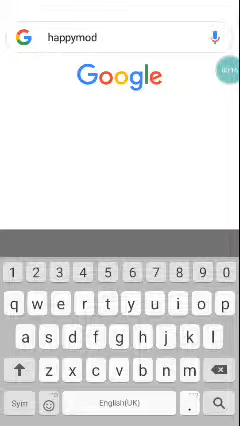 happymod
Google
1 2 3 4 5 6 7 8 9 0
q w e r t y u i o p
a s d f g h j k l
z x c v b n m
Sym English(UK) .